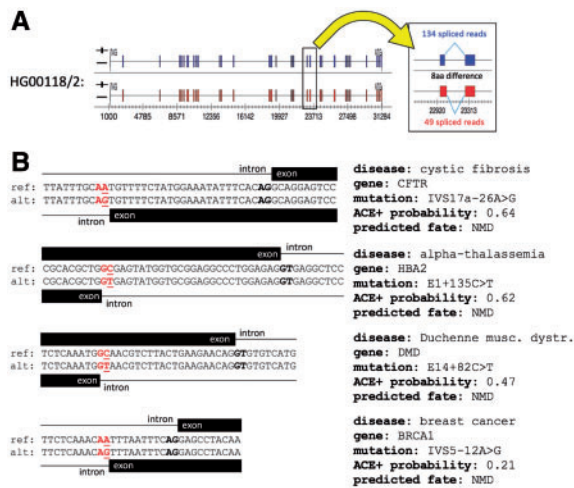 A
134 spliced reads
HG00118/2:
8aa difference
1000 4785 8571 12356 16142 19927 23713 27498 31284
22920 23313
49 spliced reads
B
intron exon
ref: TTATTTGCAATGTTTTCTATGGAAATATTTCACAGGCAGGAGTCC
alt: TTATTTGCAGTGTTTTCTATGGAAATATTTCACAGGCAGGAGTCC
intron exon
disease: cystic fibrosis
gene: CFTR
mutation: IVS17a-26A>G
ACE+ probability: 0.64
predicted fate: NMD
exon intron
ref: CGCACGCTGGCGAGTATGGTGCGGAGGCCCTGGAGAGGTGAGGCTCC
alt: CGCACGCTGGTGAGTATGGTGCGGAGGCCCTGGAGAGGTGAGGCTCC
exon intron
disease: alpha-thalassemia
gene: HBA2
mutation: E1+135C>T
ACE+ probability: 0.62
predicted fate: NMD
exon intron
ref: TCTCAAATGGCAACGTCTTACTGAAGAACAGGTGTGTCATG
alt: TCTCAAATGGTAACGTCTTACTGAAGAACAGGTGTGTCATG
exon intron
disease: Duchenne musc. dystr.
gene: DMD
mutation: E14+82C>T
ACE+ probability: 0.47
predicted fate: NMD
intron exon
ref: TTCTCAAACAATTTAATTTCAGGAGCCTACAA
alt: TTCTCAAACAGTTTAATTTCAGGAGCCTACAA
intron exon
disease: breast cancer
gene: BRCA1
mutation: IVS5-12A>G
ACE+ probability: 0.21
predicted fate: NMD